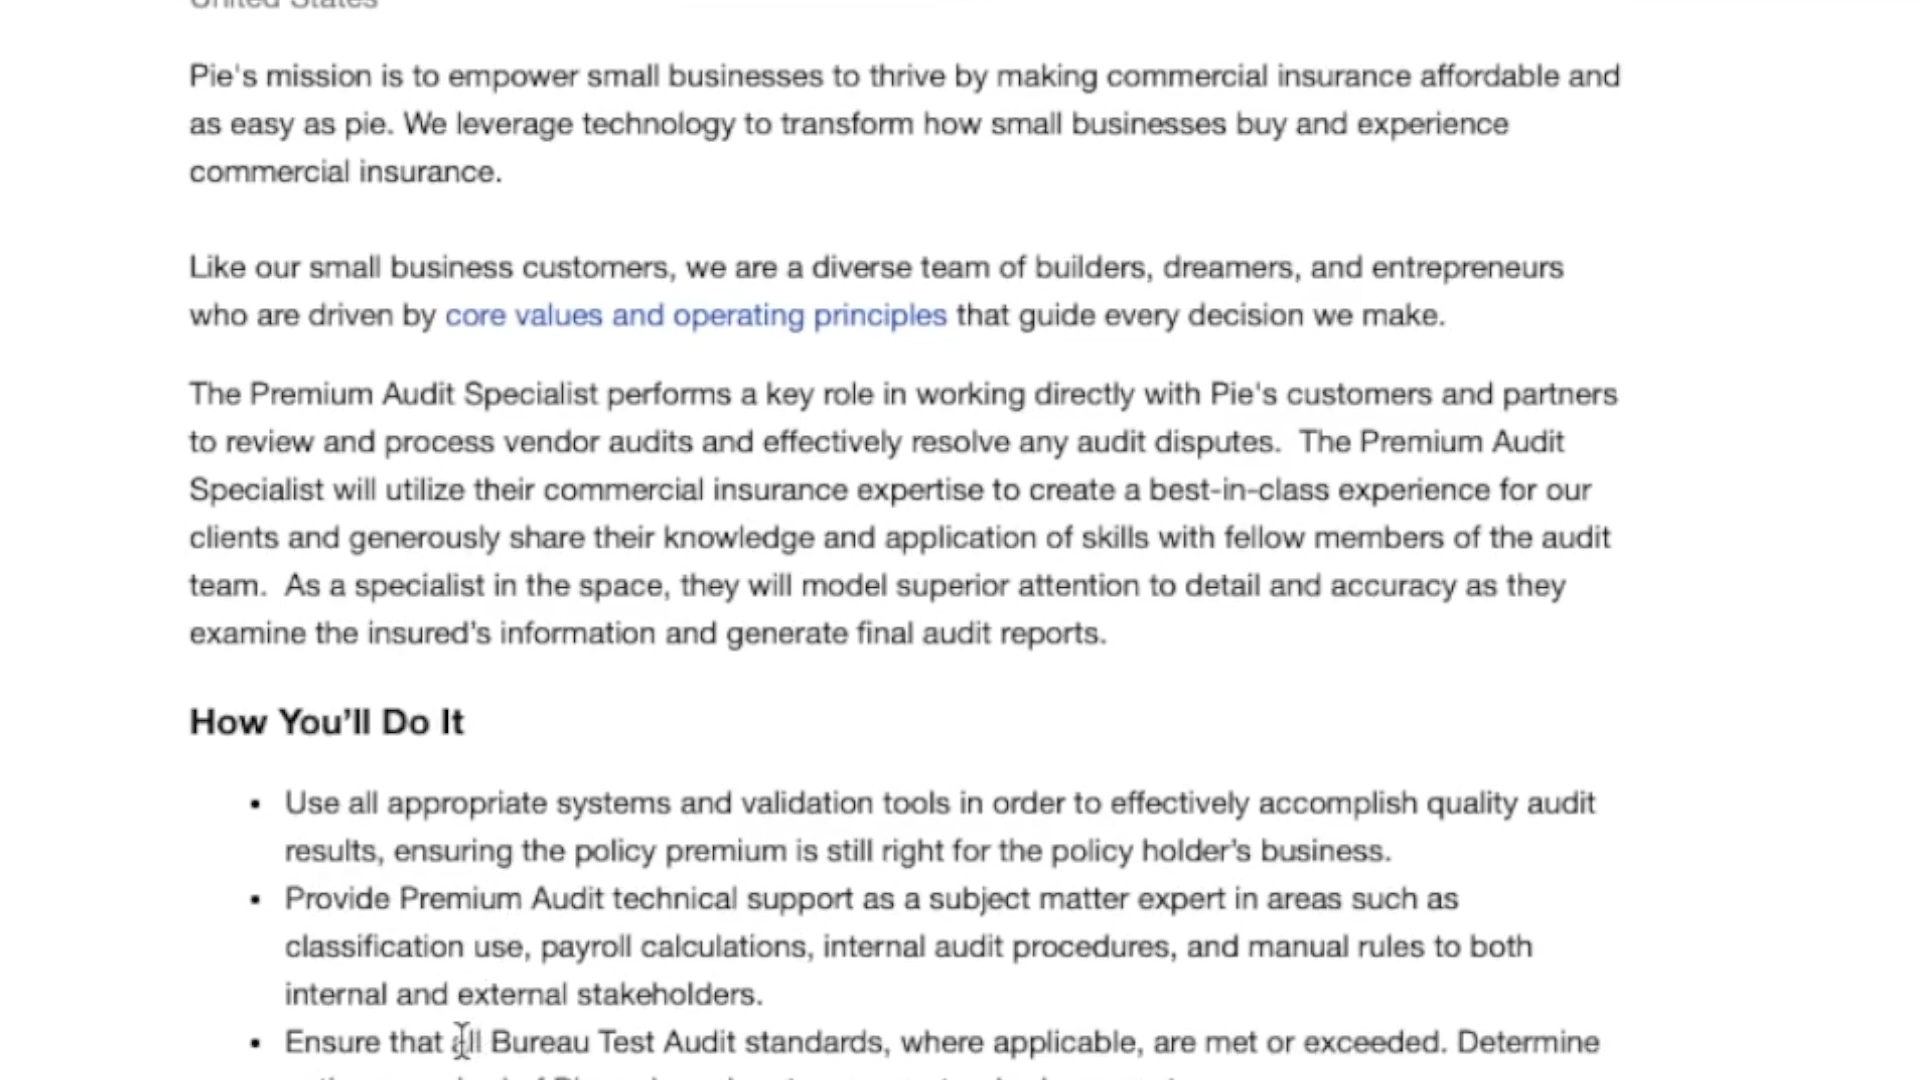 United States
Pie's mission is to empower small businesses to thrive by making commercial insurance affordable and
as easy as pie. We leverage technology to transform how small businesses buy and experience
commercial insurance.
Like our small business customers, we are a diverse team of builders, dreamers, and entrepreneurs
who are driven by core values and operating principles that guide every decision we make.
The Premium Audit Specialist performs a key role in working directly with Pie's customers and partners
to review and process vendor audits and effectively resolve any audit disputes.  The Premium Audit
Specialist will utilize their commercial insurance expertise to create a best-in-class experience for our
clients and generously share their knowledge and application of skills with fellow members of the audit
team.  As a specialist in the space, they will model superior attention to detail and accuracy as they
examine the insured’s information and generate final audit reports.
How You’ll Do It
▪ Use all appropriate systems and validation tools in order to effectively accomplish quality audit
results, ensuring the policy premium is still right for the policy holder’s business.
▪ Provide Premium Audit technical support as a subject matter expert in areas such as
classification use, payroll calculations, internal audit procedures, and manual rules to both
internal and external stakeholders.
▪ Ensure that all Bureau Test Audit standards, where applicable, are met or exceeded. Determine